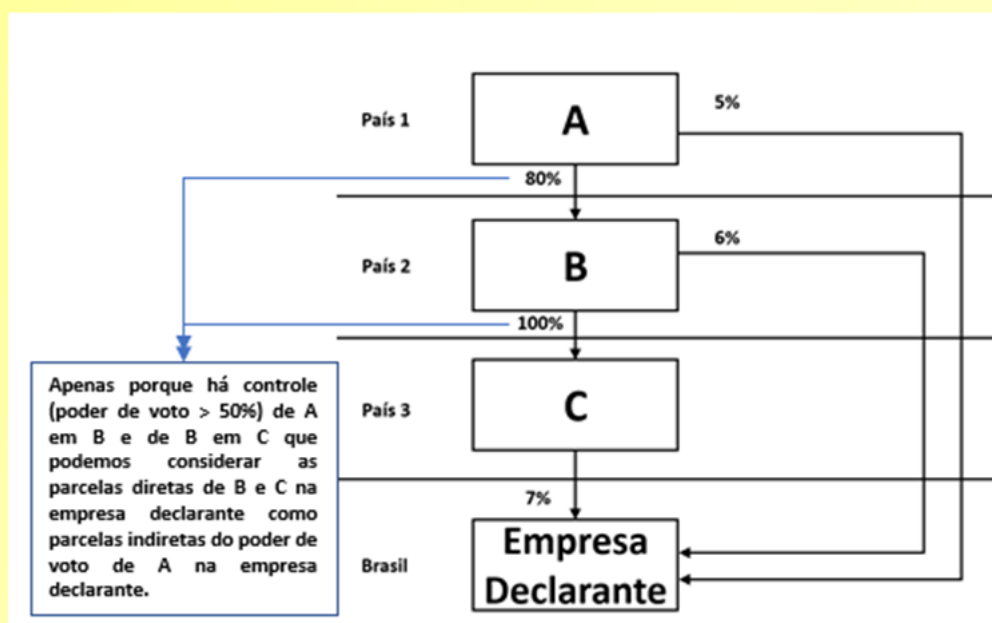 A
5%
País 1
80%
B
6%
País 2
100%
Apenas porque há controle
(poder de voto > 50%) de A
em B e de B em C que
podemos considerar as
parcelas diretas de B e C na
empresa declarante como
parcelas indiretas do poder de
voto de A na empresa
declarante.
C
País 3
7%
Empresa
Declarante
Brasil